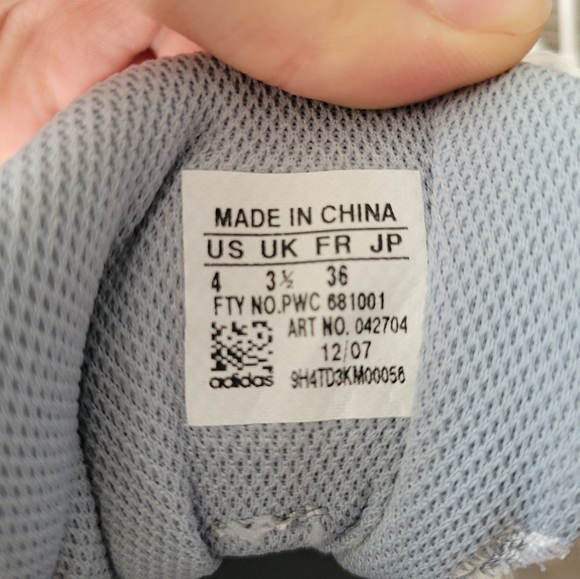 MADE IN CHINA
US UK FR JP
4 3½ 36
FTY NO.PWC 681001
ART NO. 042704
12/07
adidas 9H4TD3KM00056